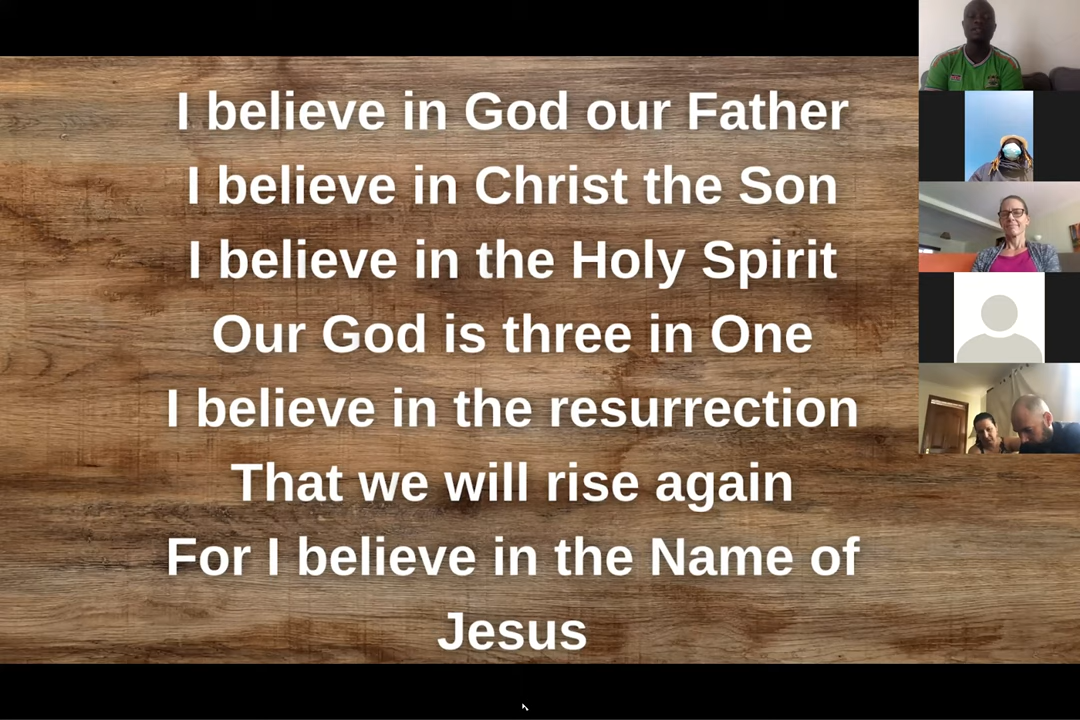 I believe in God our Father
I believe in Christ the Son
I believe in the Holy Spirit
Our God is three in One
I believe in the resurrection
That we will rise again
For I believe in the Name of
Jesus